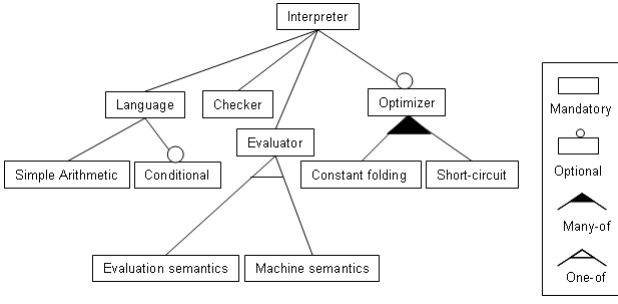 Interpreter
Language
Checker
Optimizer
Evaluator
Simple Arithmetic
Conditional
Constant folding
Short-circuit
Evaluation semantics
Machine semantics
Mandatory
Optional
Many-of
One-of